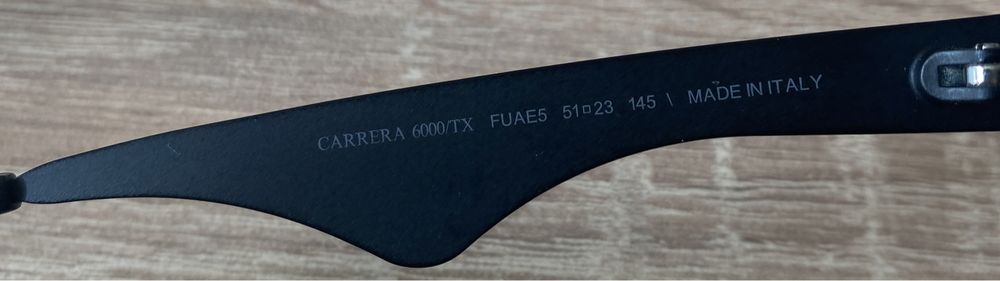 CARRERA 6000/TX FUAE5 51□23 145 \ MADE IN ITALY